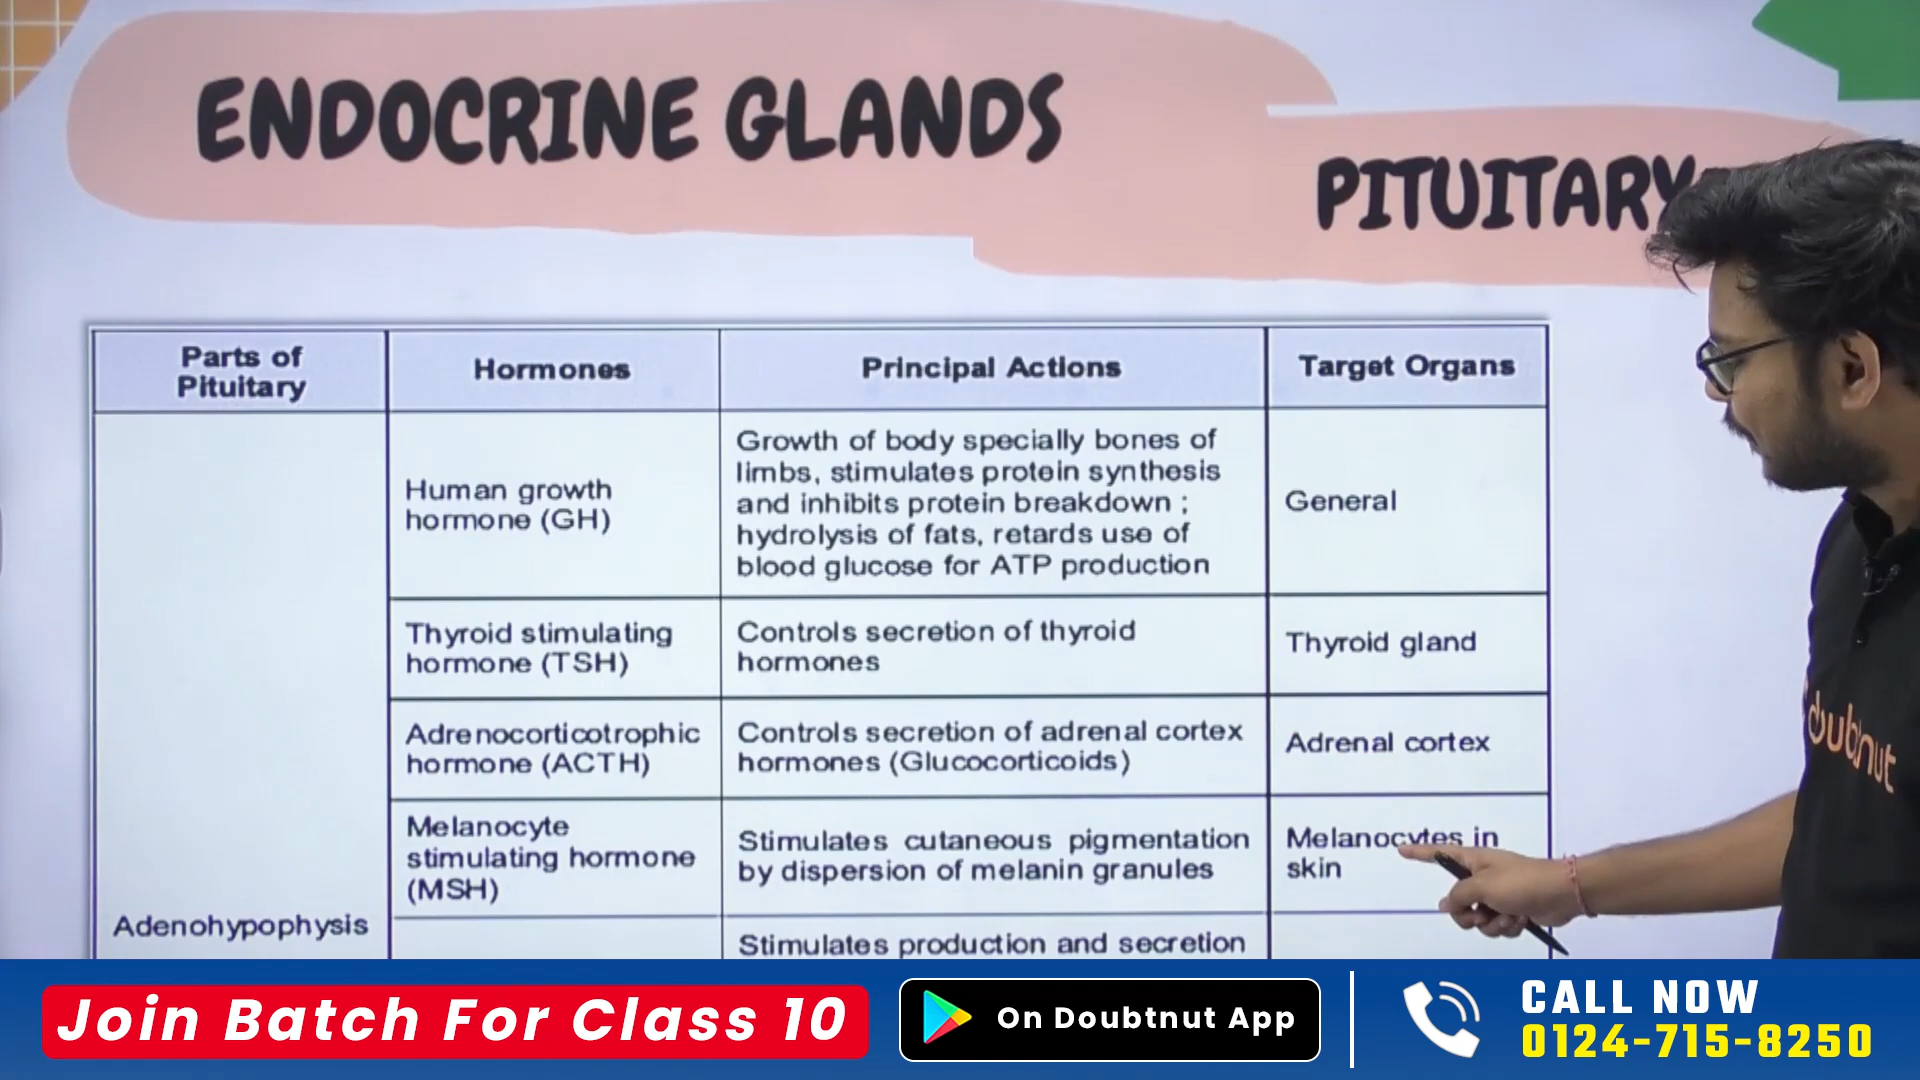 ENDOCRINE GLANDS
PITUITARY
Parts of
Pituitary
Hormones
Principal Actions
Target Organs
Human growth
hormone (GH)
Growth of body specially bones of
limbs, stimulates protein synthesis
and inhibits protein breakdown ;
hydrolysis of fats, retards use of
blood glucose for ATP production
General
Thyroid stimulating
hormone (TSH)
Controls secretion of thyroid
hormones
Thyroid gland
Adrenocorticotrophic
hormone (ACTH)
Controls secretion of adrenal cortex
hormones (Glucocorticoids)
Adrenal cortex
Melanocyte
stimulating hormone
(MSH)
Stimulates cutaneous pigmentation
by dispersion of melanin granules
Melanocytes in
skin
Adenohypophysis
Stimulates production and secretion
doubtnut
Join Batch For Class 10
On Doubtnut App
CALL NOW
0124-715-8250